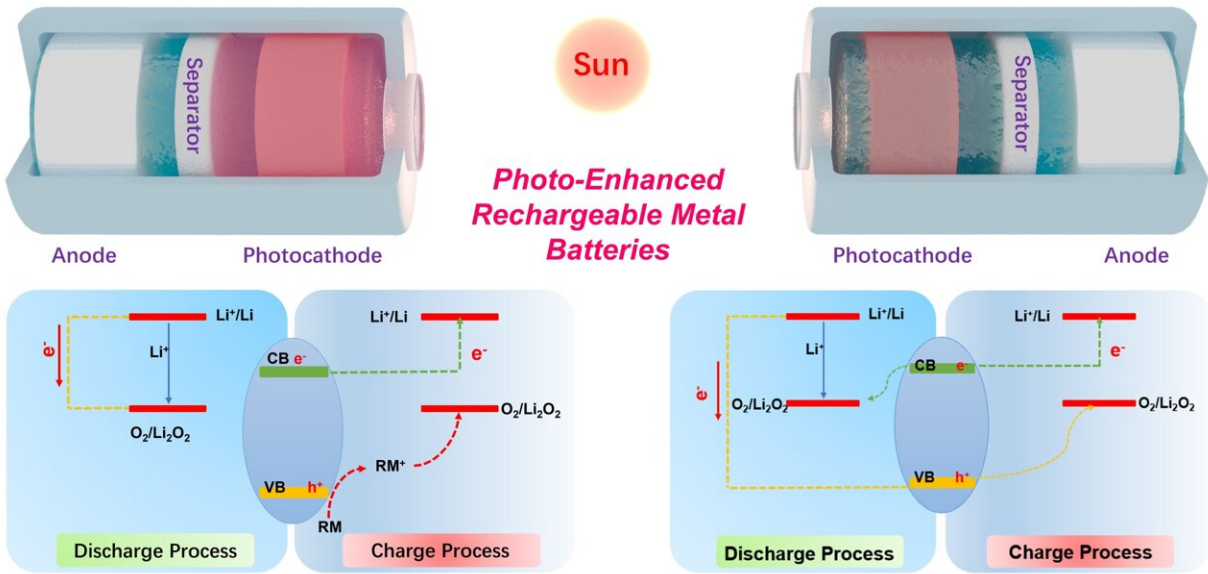 Separator
Sun
Separator
Photo-Enhanced
Rechargeable Metal
Batteries
Anode
Photocathode
Photocathode
Anode
Li⁺/Li
e⁻
Li⁺
O₂/Li₂O₂
CB e⁻
VB h⁺
Li⁺/Li
e⁻
O₂/Li₂O₂
RM⁺
RM
Discharge Process
Charge Process
Li⁺/Li
Li⁺
e⁻
O₂/Li₂O₂
CB e⁻
VB h⁺
Li⁺/Li
e⁻
O₂/Li₂O₂
Discharge Process
Charge Process